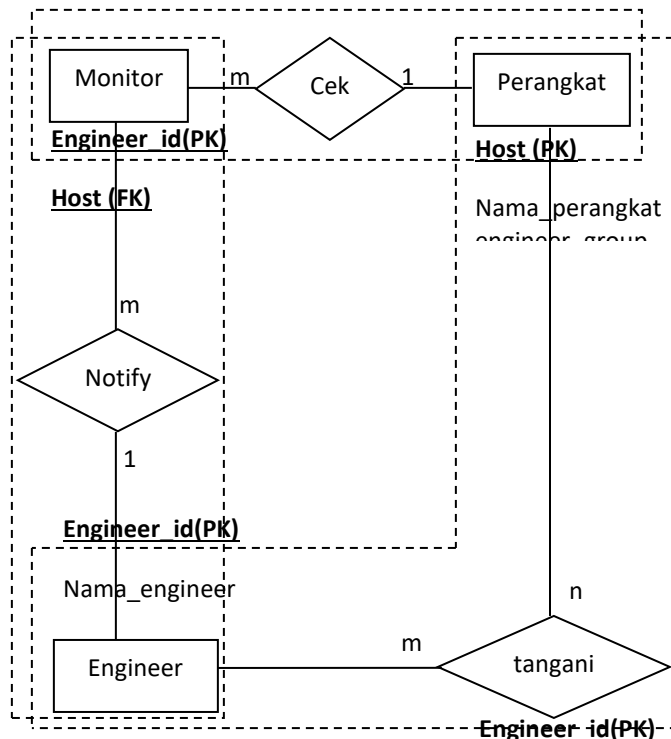 Monitor
m
Cek
1
Perangkat
Engineer_id(PK)
Host (PK)
Host (FK)
Nama_perangkat
engineer_group
m
Notify
1
Engineer_id(PK)
Nama_engineer
n
m
Engineer
tangani
Engineer_id(PK)